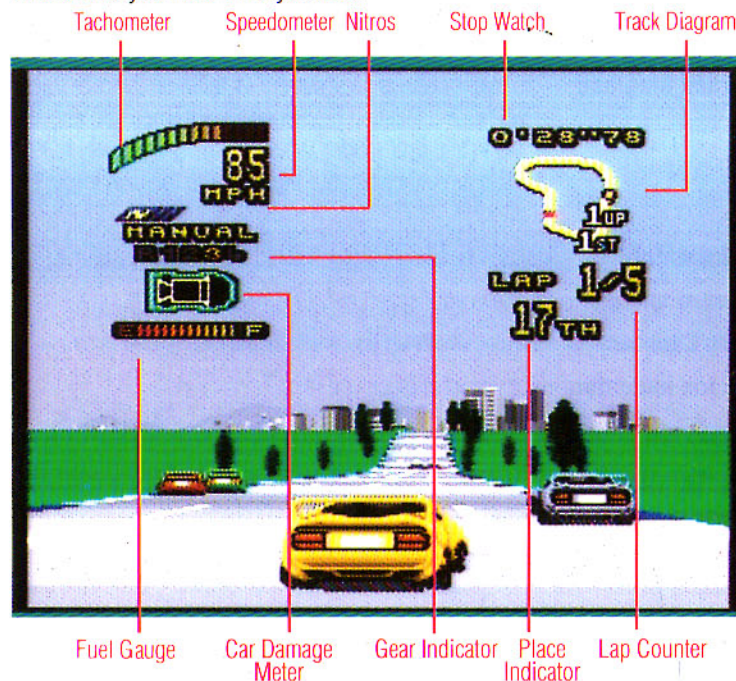 Tachometer Speedometer Nitros Stop Watch Track Diagram
0'28"78
85
MPH
MANUAL
1UP
1ST
LAP 1/5
E F
17TH
Fuel Gauge Car Damage Meter Gear Indicator Place Indicator Lap Counter